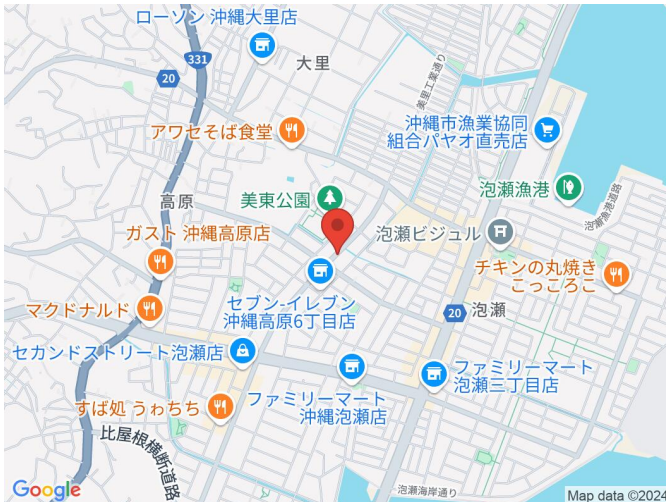 ローソン 沖縄大里店
大里
331
20
美里工業通り
沖縄市漁業協同
組合パヤオ直売店
アワセそば食堂
泡瀬漁港
泡瀬漁港道路
高原
美東公園
ガスト 沖縄高原店
泡瀬ビジュル
チキンの丸焼き
こっころこ
マクドナルド
セブン-イレブン
沖縄高原6丁目店
20
泡瀬
セカンドストリート泡瀬店
ファミリーマート
泡瀬三丁目店
すば処 うゎちち
ファミリーマート
沖縄泡瀬店
比屋根横断道路
泡瀬海岸通り
Google
Map data ©2024